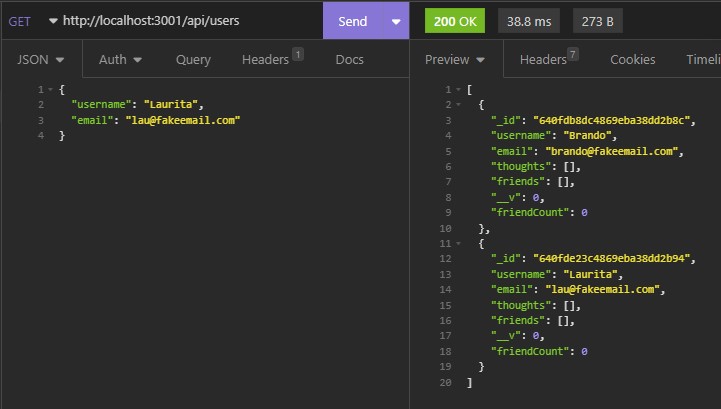 GET http://localhost:3001/api/users Send 200 OK 38.8 ms 273 B
JSON Auth Query Headers 1 Docs Preview Headers 7 Cookies Timeli
1 {
2 "username": "Laurita",
3 "email": "lau@fakeemail.com"
4 }
1 [
2 {
3 "_id": "640fdb8dc4869eba38dd2b8c",
4 "username": "Brando",
5 "email": "brando@fakeemail.com",
6 "thoughts": [],
7 "friends": [],
8 "__v": 0,
9 "friendCount": 0
10 },
11 {
12 "_id": "640fde23c4869eba38dd2b94",
13 "username": "Laurita",
14 "email": "lau@fakeemail.com",
15 "thoughts": [],
16 "friends": [],
17 "__v": 0,
18 "friendCount": 0
19 }
20 ]